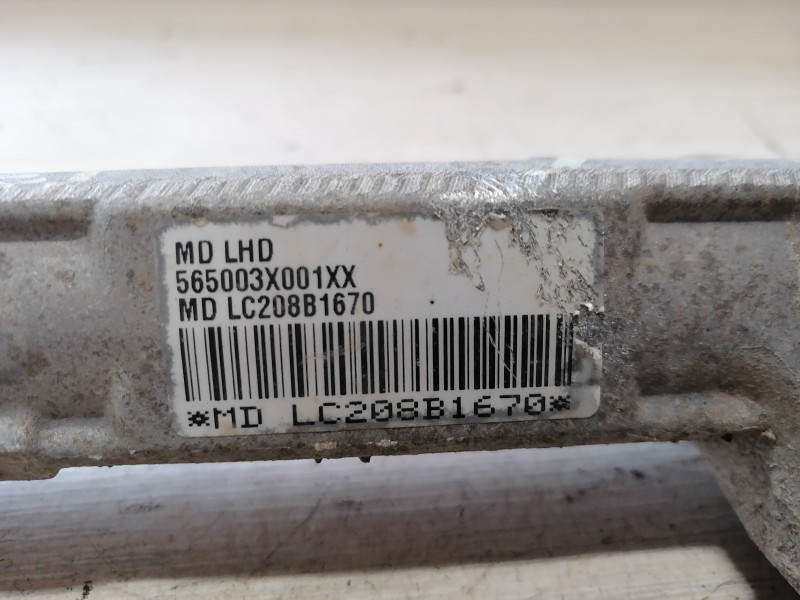 MD LHD
565003X001XX
MD LC208B1670
*MD LC208B1670*